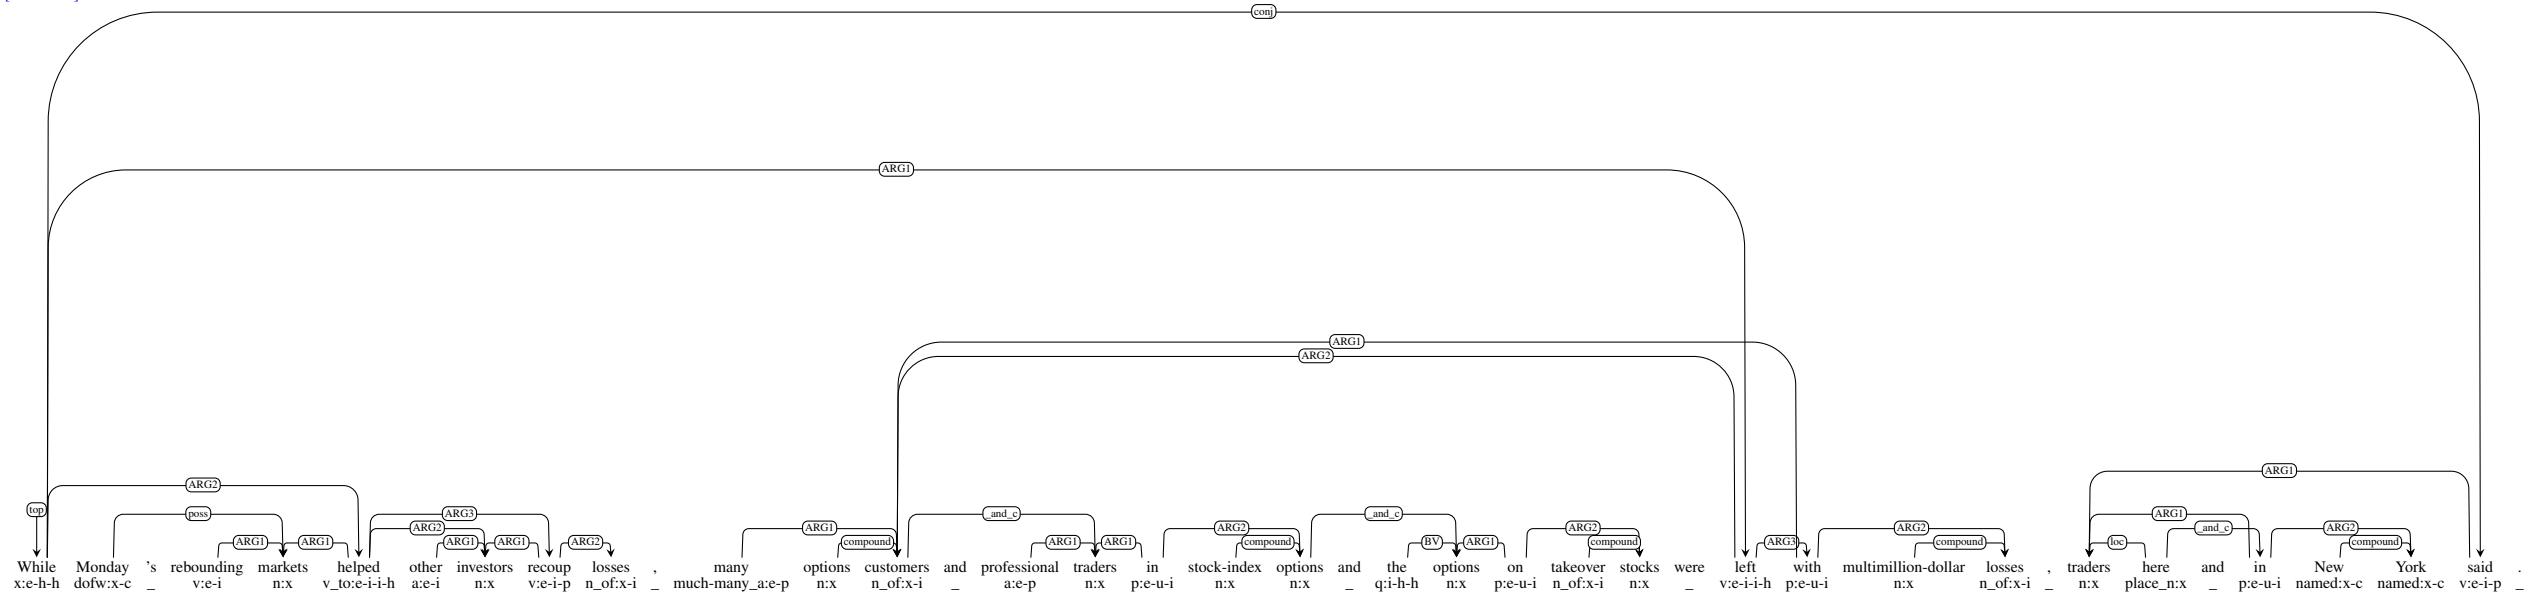 conj
ARG1
ARG1
ARG2
ARG1
ARG2
top
poss
ARG3
_and_c
_and_c
ARG1
ARG2
ARG1
ARG2
ARG2
ARG2
_and_c
ARG2
ARG1
ARG1
ARG1
ARG1
ARG2
compound
ARG1
ARG1
compound
BV
ARG1
compound
ARG3
compound
loc
compound
While Monday 's rebounding markets helped other investors recoup losses , many options customers and professional traders in stock-index options and the options on takeover stocks were left with multimillion-dollar losses , traders here and in New York said .
x:e-h-h dofw:x-c _ v:e-i n:x v_to:e-i-i-h a:e-i n:x v:e-i-p n_of:x-i _ much-many_a:e-p n:x n_of:x-i _ a:e-p n:x p:e-u-i n:x n:x _ q:i-h-h n:x p:e-u-i n_of:x-i n:x _ v:e-i-i-h p:e-u-i n:x n_of:x-i _ n:x place_n:x _ p:e-u-i named:x-c named:x-c v:e-i-p _